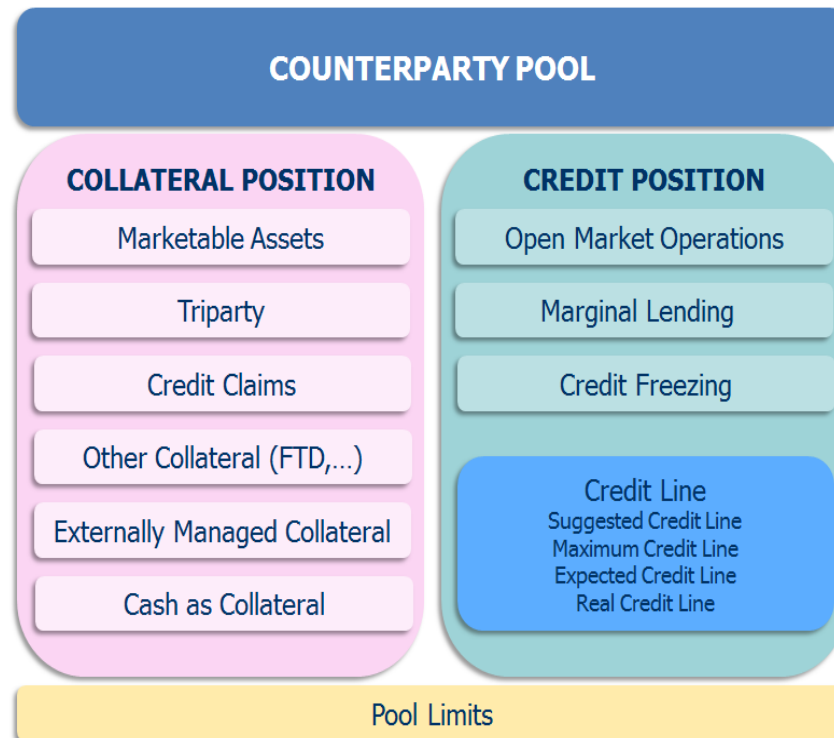 COUNTERPARTY POOL
COLLATERAL POSITION
Marketable Assets
Triparty
Credit Claims
Other Collateral (FTD,...)
Externally Managed Collateral
Cash as Collateral
CREDIT POSITION
Open Market Operations
Marginal Lending
Credit Freezing
Credit Line
Suggested Credit Line
Maximum Credit Line
Expected Credit Line
Real Credit Line
Pool Limits